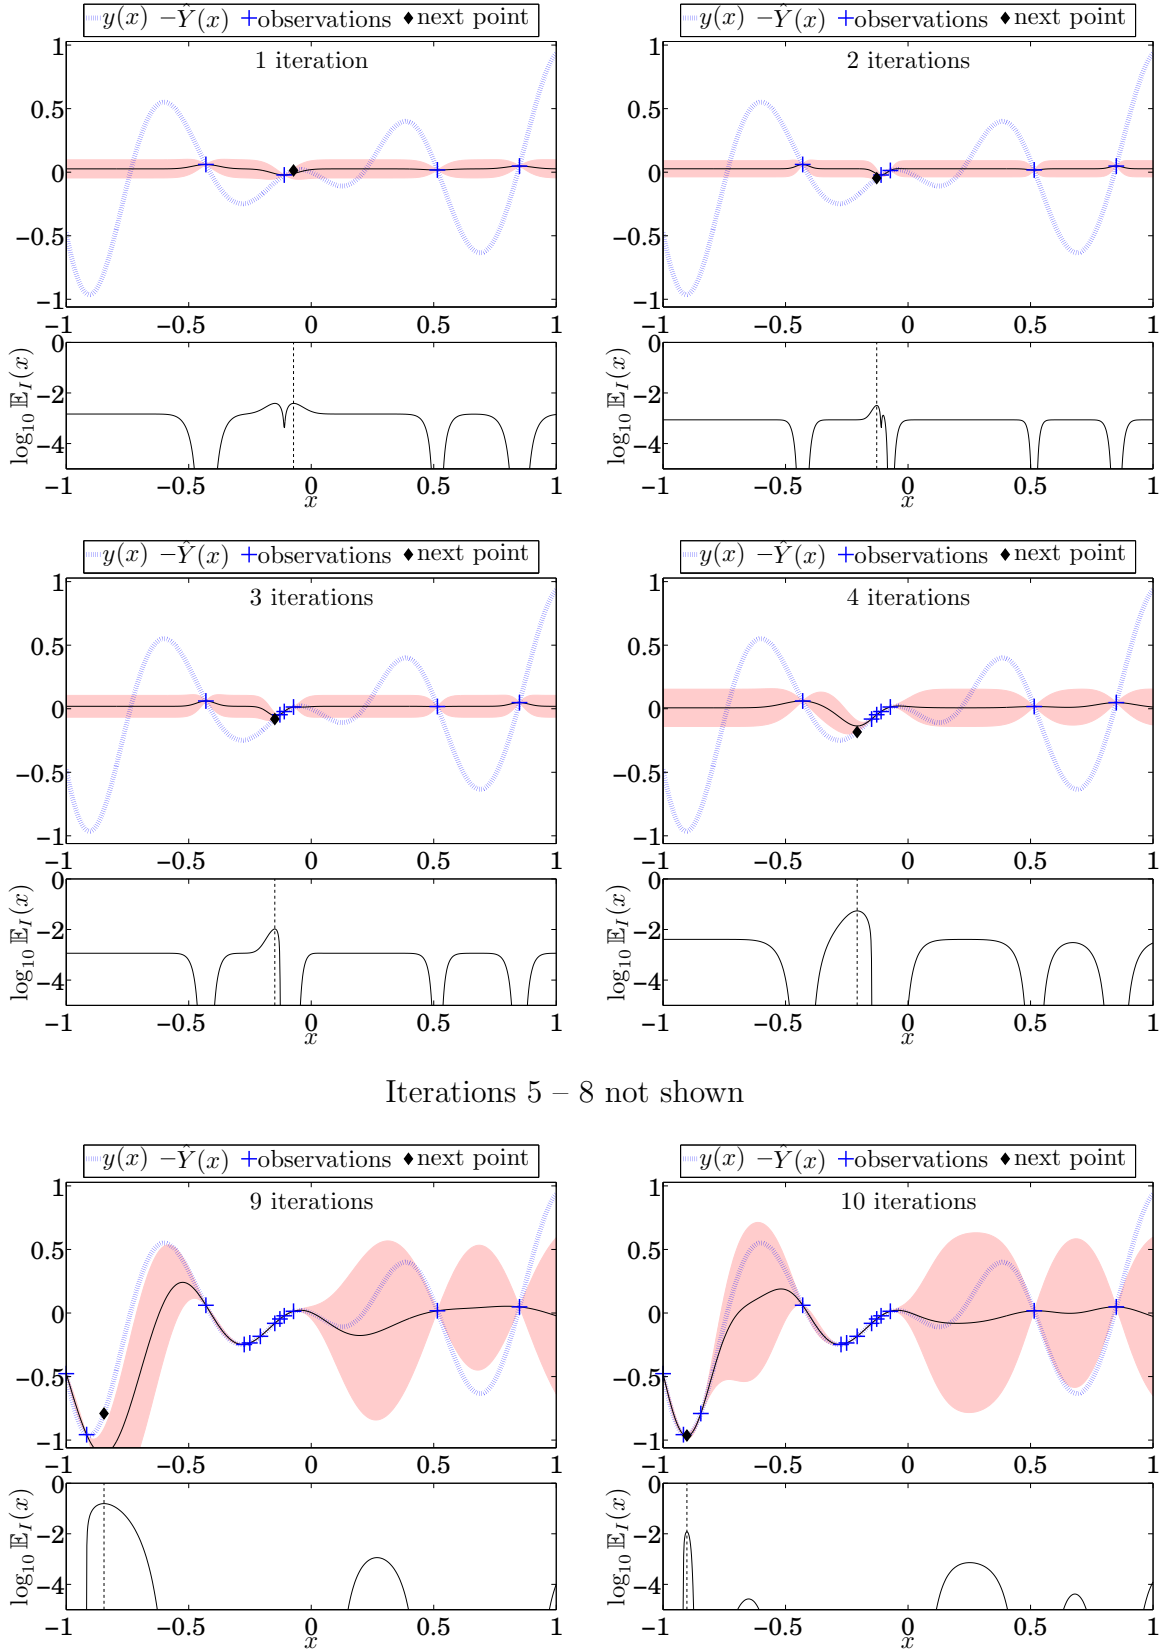 y(x) −Ŷ(x) +observations ♦next point
y(x) −Ŷ(x) +observations ♦next point
1 iteration
2 iterations
1
0.5
0
−0.5
−1
−1 −0.5 0 0.5 1
1
0.5
0
−0.5
−1
−1 −0.5 0 0.5 1
log₁₀ 𝔼_I(x)
0
−2
−4
−1 −0.5 0 0.5 1
x
log₁₀ 𝔼_I(x)
0
−2
−4
−1 −0.5 0 0.5 1
x
y(x) −Ŷ(x) +observations ♦next point
y(x) −Ŷ(x) +observations ♦next point
3 iterations
4 iterations
1
0.5
0
−0.5
−1
−1 −0.5 0 0.5 1
1
0.5
0
−0.5
−1
−1 −0.5 0 0.5 1
log₁₀ 𝔼_I(x)
0
−2
−4
−1 −0.5 0 0.5 1
x
log₁₀ 𝔼_I(x)
0
−2
−4
−1 −0.5 0 0.5 1
x
Iterations 5 – 8 not shown
y(x) −Ŷ(x) +observations ♦next point
y(x) −Ŷ(x) +observations ♦next point
9 iterations
10 iterations
1
0.5
0
−0.5
−1
−1 −0.5 0 0.5 1
1
0.5
0
−0.5
−1
−1 −0.5 0 0.5 1
log₁₀ 𝔼_I(x)
0
−2
−4
−1 −0.5 0 0.5 1
x
log₁₀ 𝔼_I(x)
0
−2
−4
−1 −0.5 0 0.5 1
x